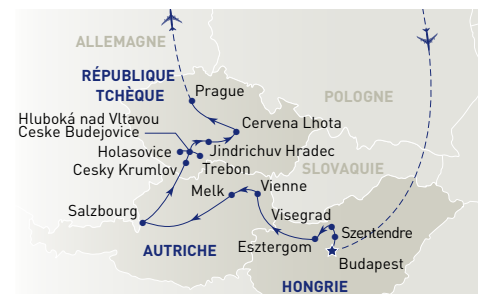 ALLEMAGNE
RÉPUBLIQUE
TCHÈQUE
Prague
POLOGNE
Hluboká nad Vltavou
Ceske Budejovice
Cervena Lhota
Holasovice
Jindrichuv Hradec
Cesky Krumlov
Trebon
SLOVAQUIE
Melk
Vienne
Salzbourg
Visegrad
Szentendre
Esztergom
AUTRICHE
Budapest
HONGRIE